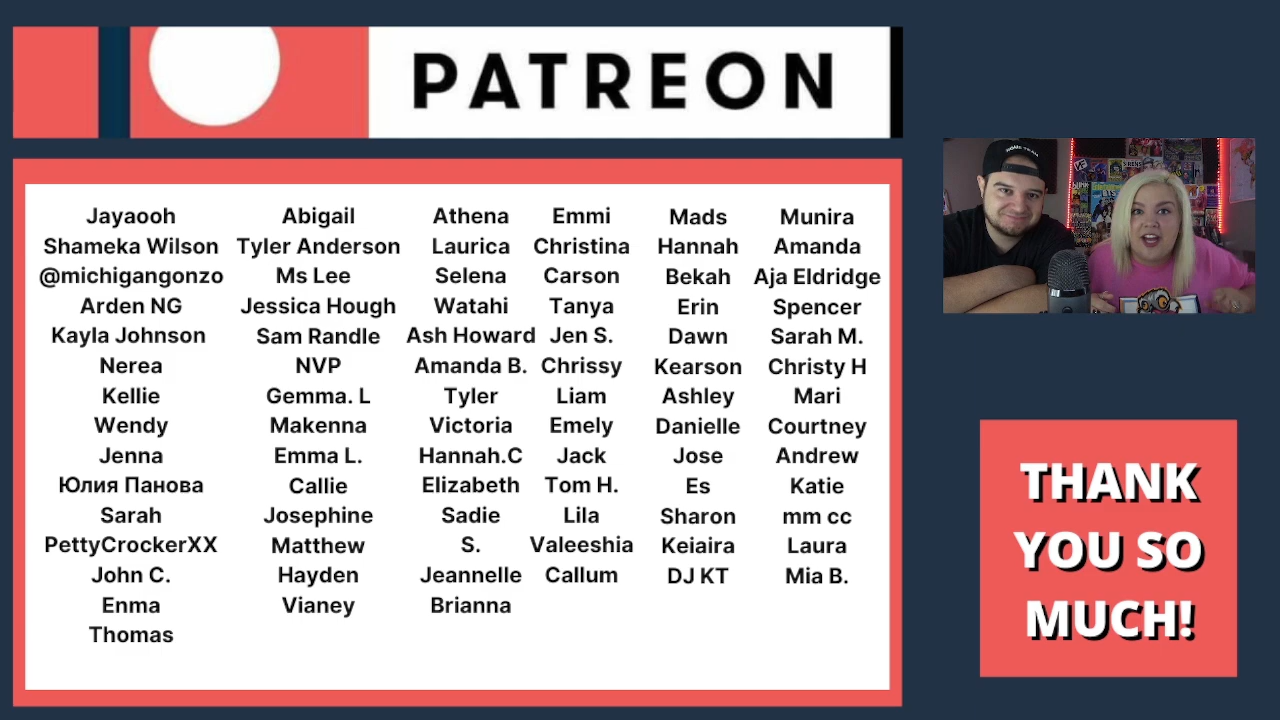 PATREON
Jayaooh
Shameka Wilson
@michigangonzo
Arden NG
Kayla Johnson
Nerea
Kellie
Wendy
Jenna
Юлия Панова
Sarah
PettyCrockerXX
John C.
Enma
Thomas
Abigail
Tyler Anderson
Ms Lee
Jessica Hough
Sam Randle
NVP
Gemma. L
Makenna
Emma L.
Callie
Josephine
Matthew
Hayden
Vianey
Athena
Laurica
Selena
Watahi
Ash Howard
Amanda B.
Tyler
Victoria
Hannah.C
Elizabeth
Sadie
S.
Jeannelle
Brianna
Emmi
Christina
Carson
Tanya
Jen S.
Chrissy
Liam
Emely
Jack
Tom H.
Lila
Valeeshia
Callum
Mads
Hannah
Bekah
Erin
Dawn
Kearson
Ashley
Danielle
Jose
Es
Sharon
Keiaira
DJ KT
Munira
Amanda
Aja Eldridge
Spencer
Sarah M.
Christy H
Mari
Courtney
Andrew
Katie
mm cc
Laura
Mia B.
THANK
YOU SO
MUCH!